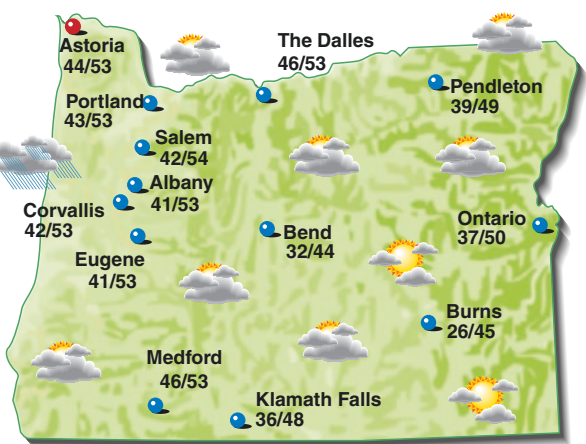 Astoria
44/53
The Dalles
46/53
Pendleton
39/49
Portland
43/53
Salem
42/54
Albany
41/53
Corvallis
42/53
Eugene
41/53
Bend
32/44
Ontario
37/50
Burns
26/45
Medford
46/53
Klamath Falls
36/48